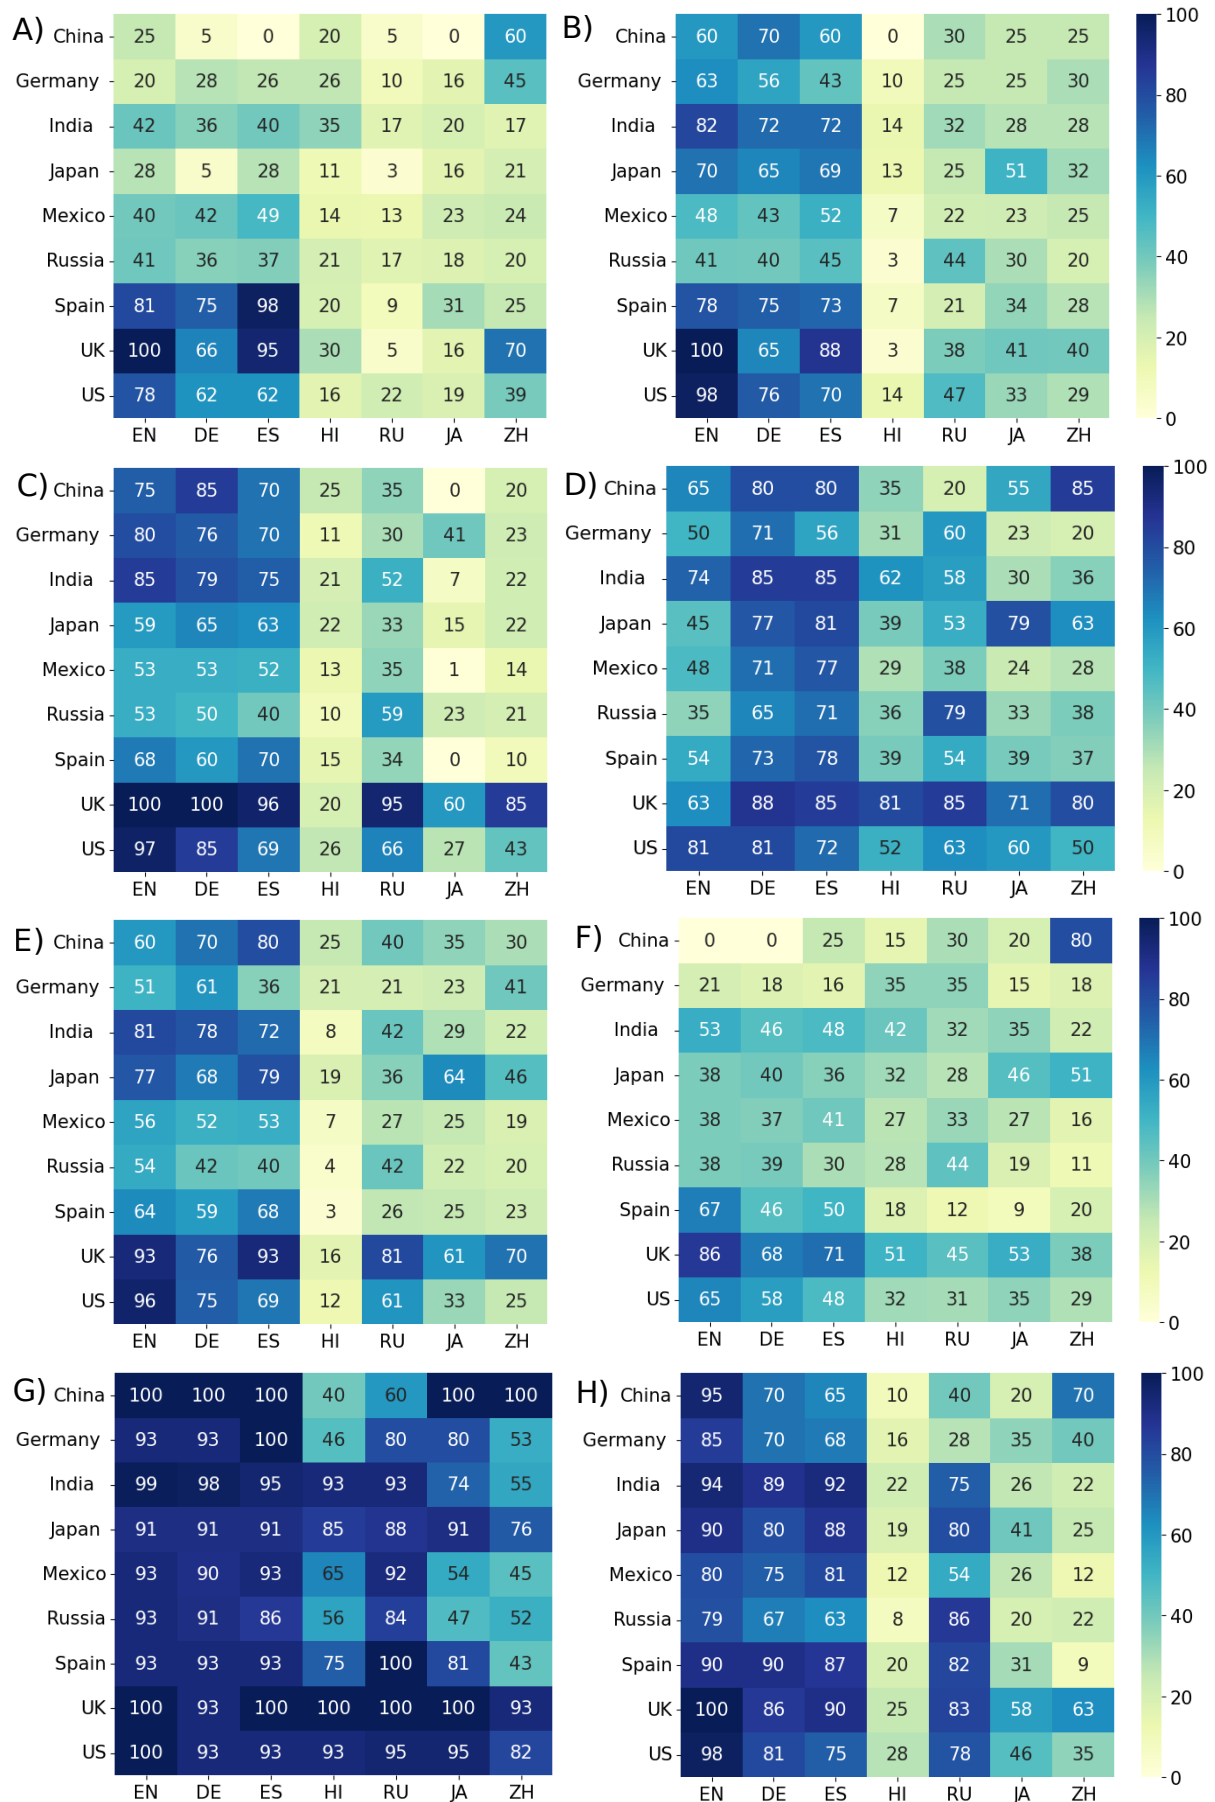 A) China 25 5 0 20 5 0 60
Germany 20 28 26 26 10 16 45
India 42 36 40 35 17 20 17
Japan 28 5 28 11 3 16 21
Mexico 40 42 49 14 13 23 24
Russia 41 36 37 21 17 18 20
Spain 81 75 98 20 9 31 25
UK 100 66 95 30 5 16 70
US 78 62 62 16 22 19 39
EN DE ES HI RU JA ZH
B) China 60 70 60 0 30 25 25
Germany 63 56 43 10 25 25 30
India 82 72 72 14 32 28 28
Japan 70 65 69 13 25 51 32
Mexico 48 43 52 7 22 23 25
Russia 41 40 45 3 44 30 20
Spain 78 75 73 7 21 34 28
UK 100 65 88 3 38 41 40
US 98 76 70 14 47 33 29
EN DE ES HI RU JA ZH
100
80
60
40
20
0
C) China 75 85 70 25 35 0 20
Germany 80 76 70 11 30 41 23
India 85 79 75 21 52 7 22
Japan 59 65 63 22 33 15 22
Mexico 53 53 52 13 35 1 14
Russia 53 50 40 10 59 23 21
Spain 68 60 70 15 34 0 10
UK 100 100 96 20 95 60 85
US 97 85 69 26 66 27 43
EN DE ES HI RU JA ZH
D) China 65 80 80 35 20 55 85
Germany 50 71 56 31 60 23 20
India 74 85 85 62 58 30 36
Japan 45 77 81 39 53 79 63
Mexico 48 71 77 29 38 24 28
Russia 35 65 71 36 79 33 38
Spain 54 73 78 39 54 39 37
UK 63 88 85 81 85 71 80
US 81 81 72 52 63 60 50
EN DE ES HI RU JA ZH
100
80
60
40
20
0
E) China 60 70 80 25 40 35 30
Germany 51 61 36 21 21 23 41
India 81 78 72 8 42 29 22
Japan 77 68 79 19 36 64 46
Mexico 56 52 53 7 27 25 19
Russia 54 42 40 4 42 22 20
Spain 64 59 68 3 26 25 23
UK 93 76 93 16 81 61 70
US 96 75 69 12 61 33 25
EN DE ES HI RU JA ZH
F) China 0 0 25 15 30 20 80
Germany 21 18 16 35 35 15 18
India 53 46 48 42 32 35 22
Japan 38 40 36 32 28 46 51
Mexico 38 37 41 27 33 27 16
Russia 38 39 30 28 44 19 11
Spain 67 46 50 18 12 9 20
UK 86 68 71 51 45 53 38
US 65 58 48 32 31 35 29
EN DE ES HI RU JA ZH
100
80
60
40
20
0
G) China 100 100 100 40 60 100 100
Germany 93 93 100 46 80 80 53
India 99 98 95 93 93 74 55
Japan 91 91 91 85 88 91 76
Mexico 93 90 93 65 92 54 45
Russia 93 91 86 56 84 47 52
Spain 93 93 93 75 100 81 43
UK 100 93 100 100 100 100 93
US 100 93 93 93 95 95 82
EN DE ES HI RU JA ZH
H) China 95 70 65 10 40 20 70
Germany 85 70 68 16 28 35 40
India 94 89 92 22 75 26 22
Japan 90 80 88 19 80 41 25
Mexico 80 75 81 12 54 26 12
Russia 79 67 63 8 86 20 22
Spain 90 90 87 20 82 31 9
UK 100 86 90 25 83 58 63
US 98 81 75 28 78 46 35
EN DE ES HI RU JA ZH
100
80
60
40
20
0